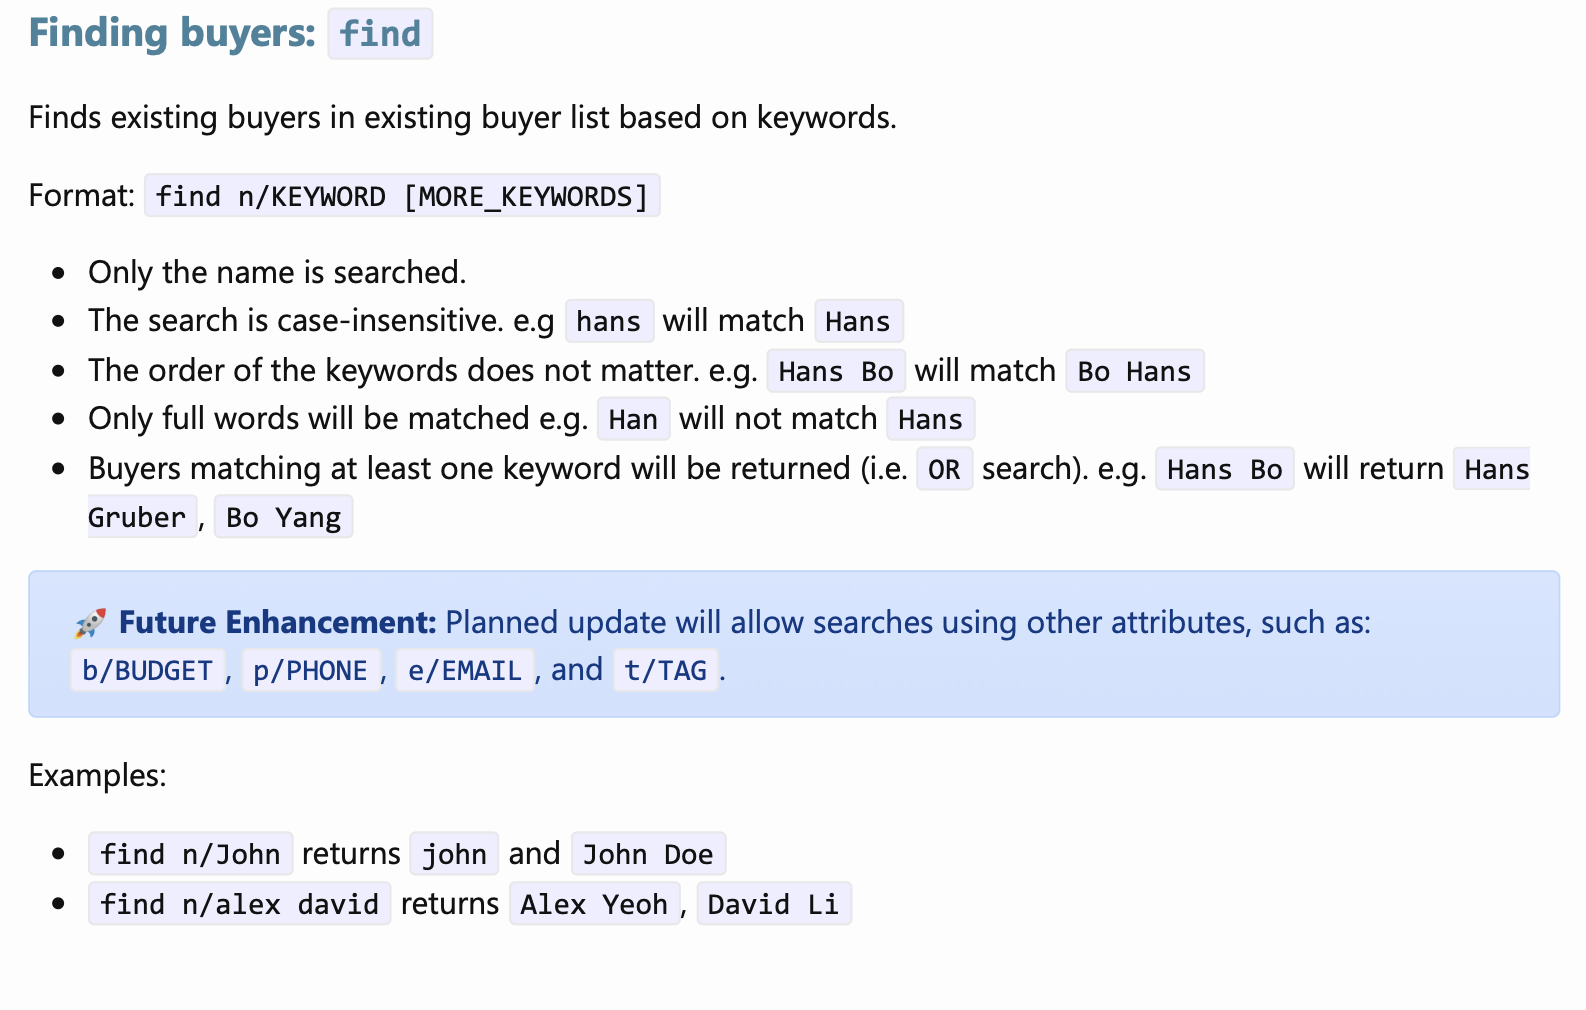 Finding buyers: find
Finds existing buyers in existing buyer list based on keywords.
Format: find n/KEYWORD [MORE_KEYWORDS]
• Only the name is searched.
• The search is case-insensitive. e.g hans will match Hans
• The order of the keywords does not matter. e.g. Hans Bo will match Bo Hans
• Only full words will be matched e.g. Han will not match Hans
• Buyers matching at least one keyword will be returned (i.e. OR search). e.g. Hans Bo will return Hans
Gruber, Bo Yang
🚀 Future Enhancement: Planned update will allow searches using other attributes, such as:
b/BUDGET, p/PHONE, e/EMAIL, and t/TAG.
Examples:
• find n/John returns john and John Doe
• find n/alex david returns Alex Yeoh, David Li